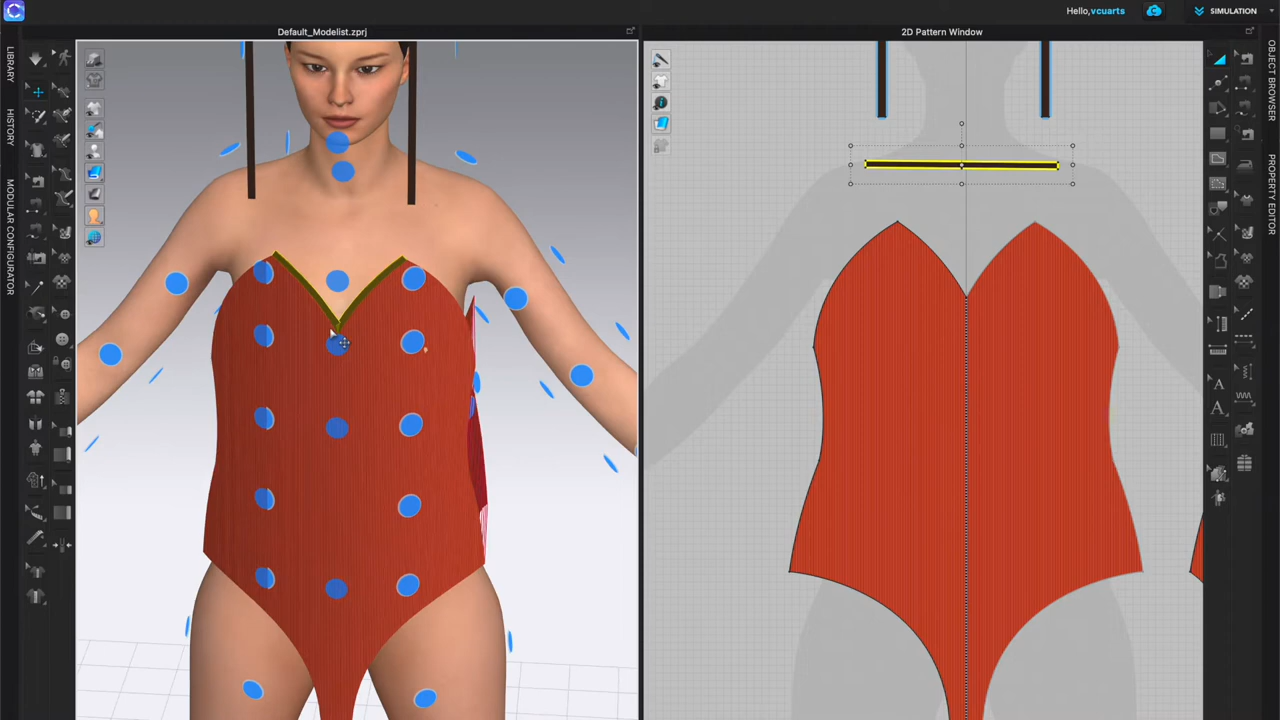 Hello,vcuarts
SIMULATION
Default_Modelist.zprj
2D Pattern Window
LIBRARY
HISTORY
MODULAR CONFIGURATOR
OBJECT BROWSER
PROPERTY EDITOR
A
A